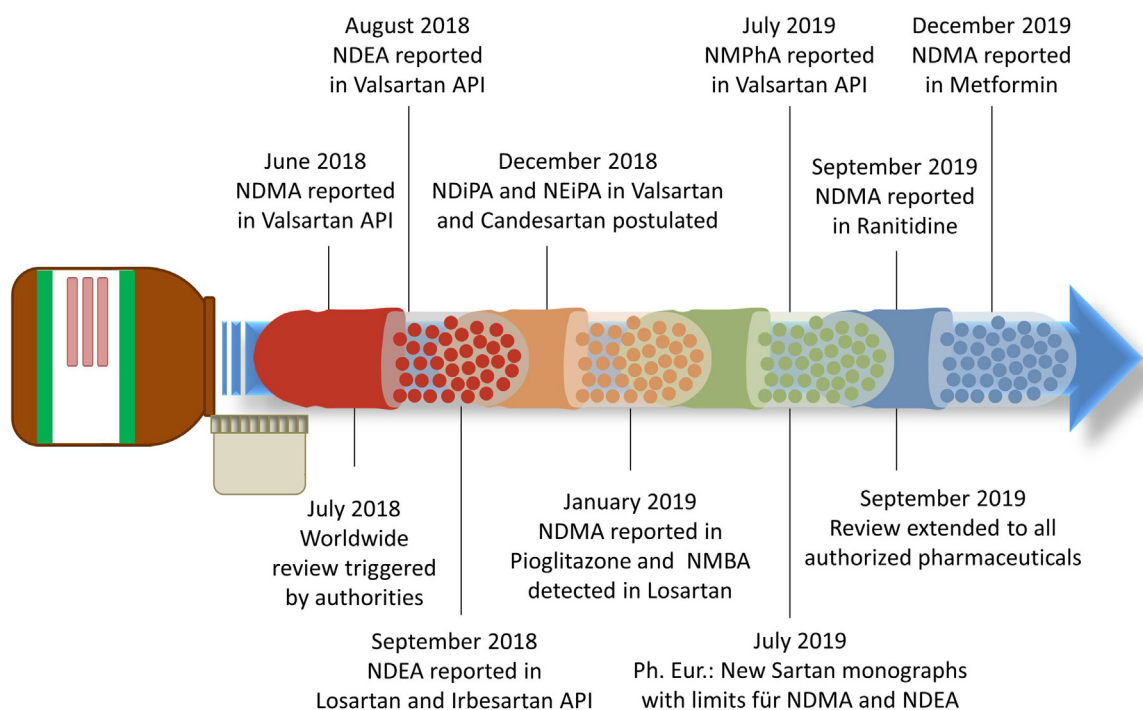 August 2018
NDEA reported
in Valsartan API
July 2019
NMPhA reported
in Valsartan API
December 2019
NDMA reported
in Metformin
June 2018
NDMA reported
in Valsartan API
December 2018
NDiPA and NEiPA in Valsartan
and Candesartan postulated
September 2019
NDMA reported
in Ranitidine
July 2018
Worldwide
review triggered
by authorities
January 2019
NDMA reported in
Pioglitazone and NMBA
detected in Losartan
September 2019
Review extended to all
authorized pharmaceuticals
September 2018
NDEA reported in
Losartan and Irbesartan API
July 2019
Ph. Eur.: New Sartan monographs
with limits für NDMA and NDEA